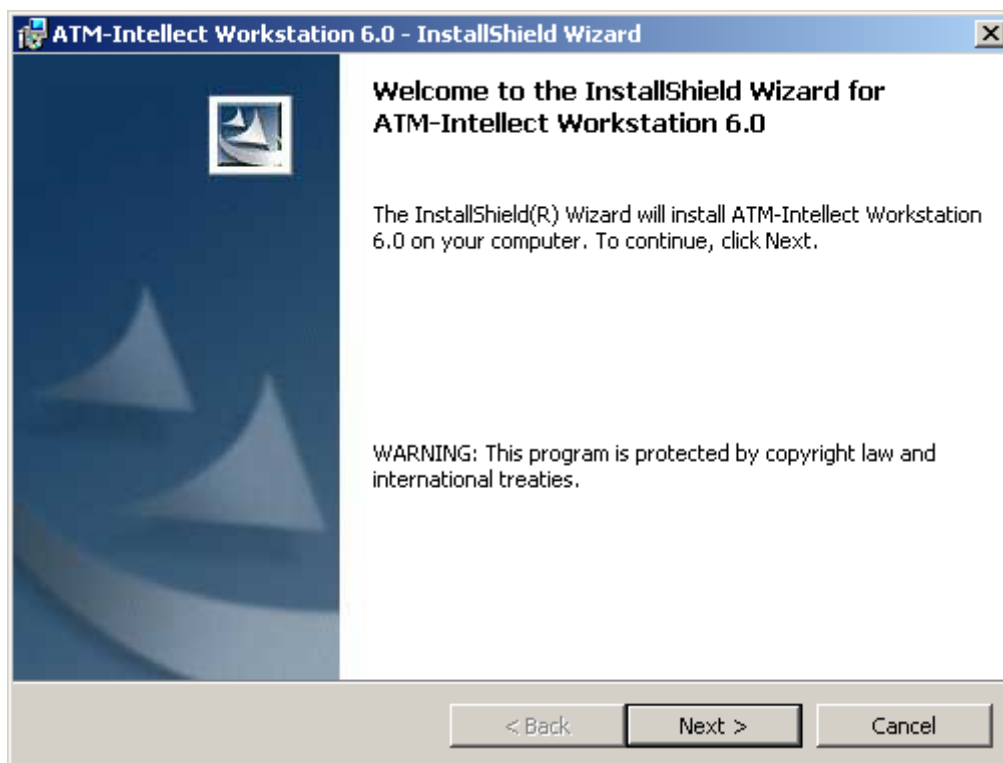 ATM-Intellect Workstation 6.0 - InstallShield Wizard
Welcome to the InstallShield Wizard for
ATM-Intellect Workstation 6.0
The InstallShield(R) Wizard will install ATM-Intellect Workstation
6.0 on your computer. To continue, click Next.
WARNING: This program is protected by copyright law and
international treaties.
< Back
Next >
Cancel